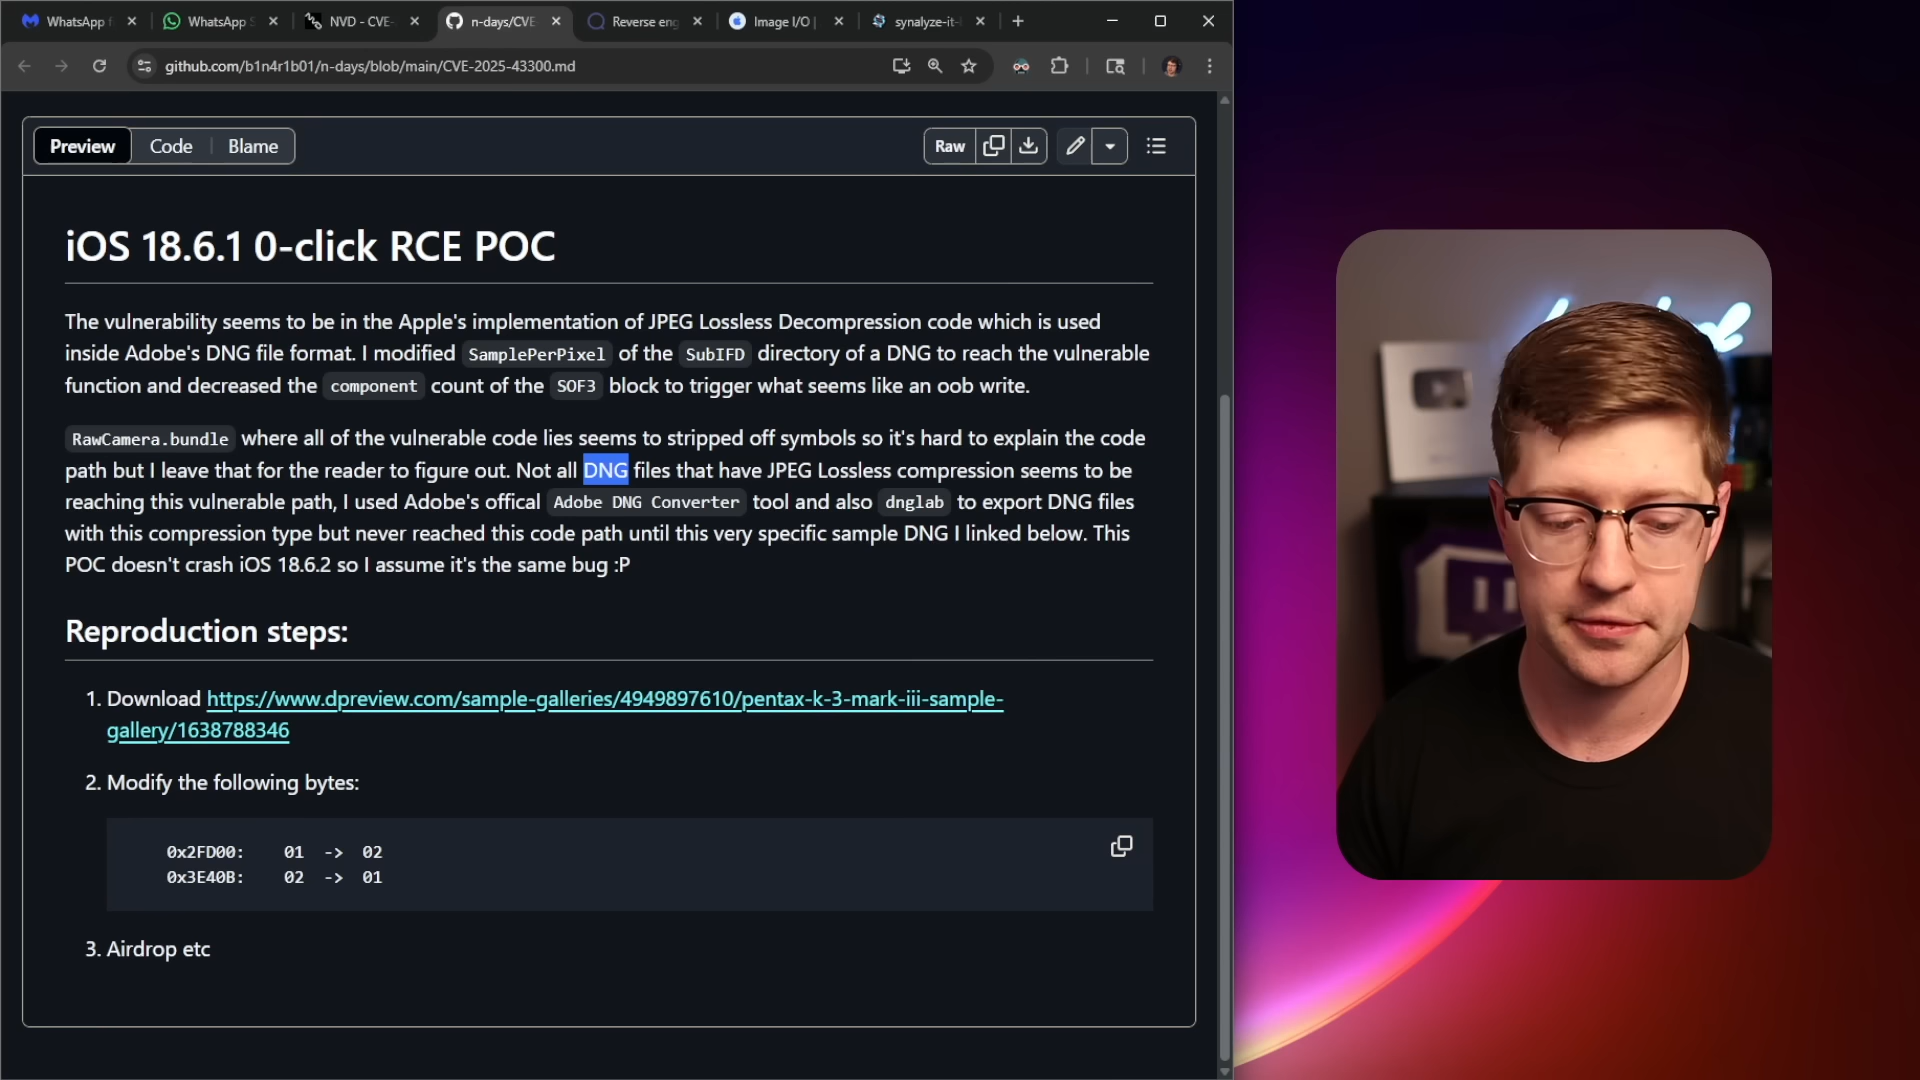 WhatsApp
WhatsApp S
NVD - CVE-
n-days/CVE
Reverse eng
Image I/O |
synalyze-it-
github.com/b1n4r1b01/n-days/blob/main/CVE-2025-43300.md
Preview
Code
Blame
Raw
iOS 18.6.1 0-click RCE POC
The vulnerability seems to be in the Apple's implementation of JPEG Lossless Decompression code which is used
inside Adobe's DNG file format. I modified SamplePerPixel of the SubIFD directory of a DNG to reach the vulnerable
function and decreased the component count of the SOF3 block to trigger what seems like an oob write.
RawCamera.bundle where all of the vulnerable code lies seems to stripped off symbols so it's hard to explain the code
path but I leave that for the reader to figure out. Not all DNG files that have JPEG Lossless compression seems to be
reaching this vulnerable path, I used Adobe's offical Adobe DNG Converter tool and also dnglab to export DNG files
with this compression type but never reached this code path until this very specific sample DNG I linked below. This
POC doesn't crash iOS 18.6.2 so I assume it's the same bug :P
Reproduction steps:
1. Download https://www.dpreview.com/sample-galleries/4949897610/pentax-k-3-mark-iii-sample-
gallery/1638788346
2. Modify the following bytes:
0x2FD00: 01 -> 02
0x3E40B: 02 -> 01
3. Airdrop etc